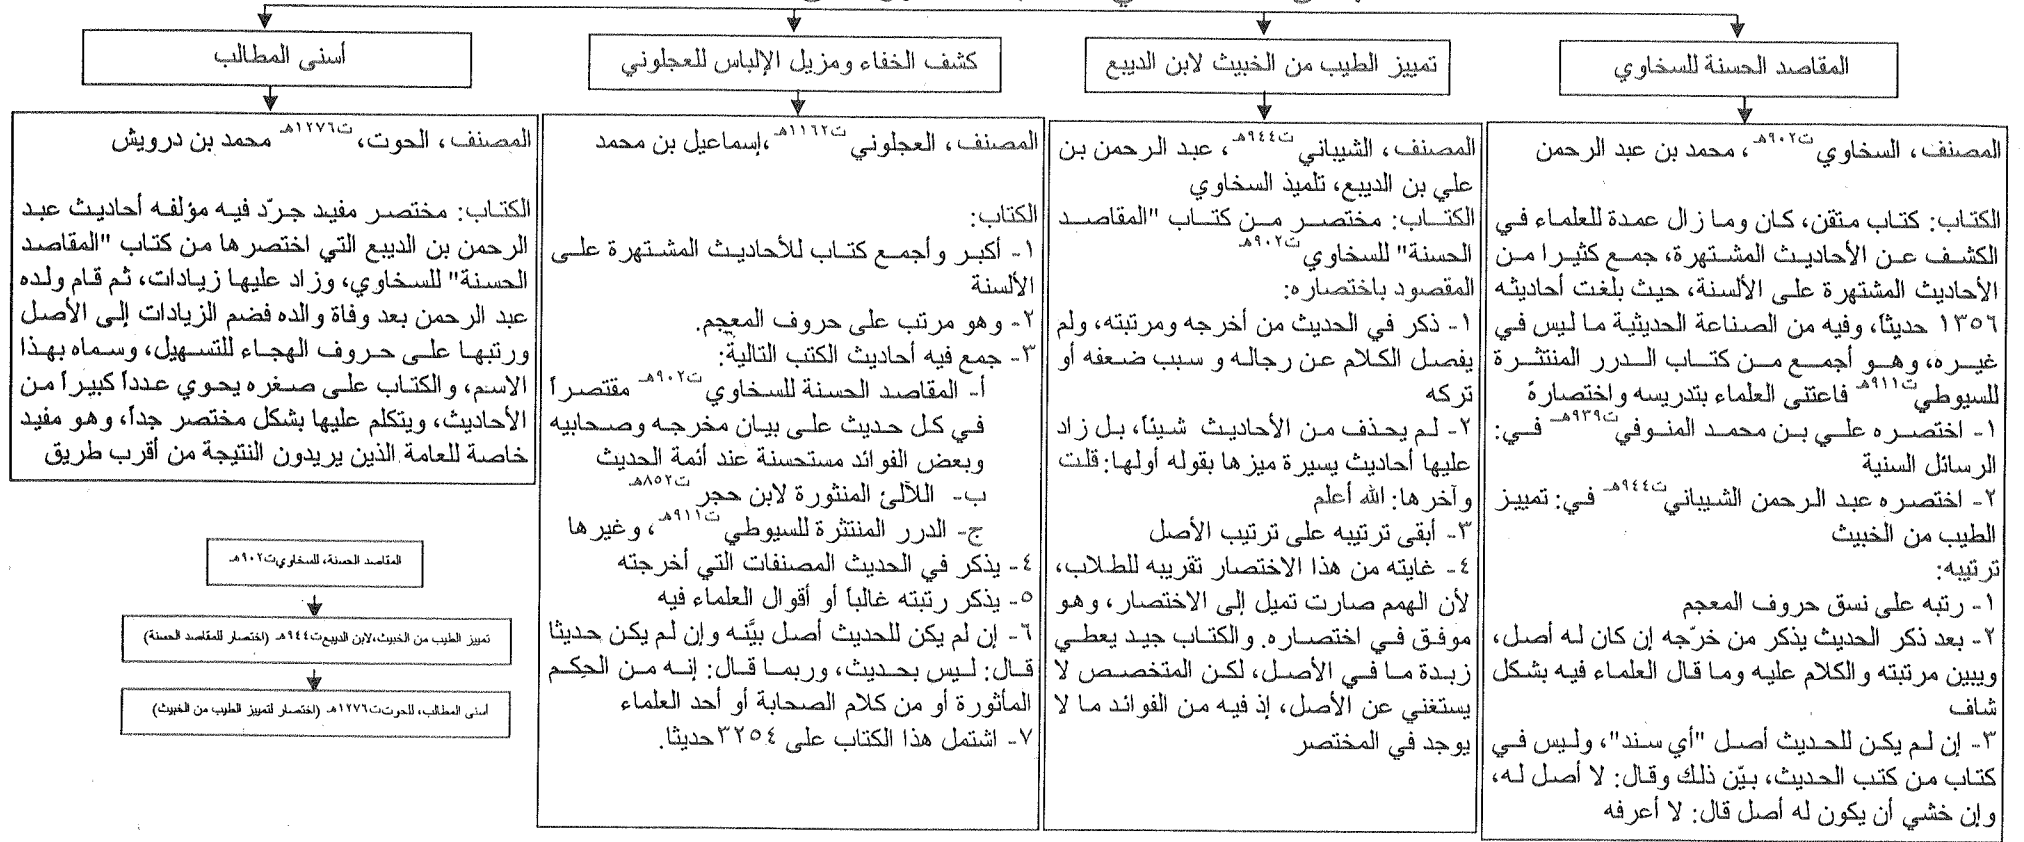 المقاصد الحسنة للسخاوي
المصنف، السخاوي ت٩٠٢هـ، محمد بن عبد الرحمن
الكتاب: كتاب متقن، كان وما زال عمدة للعلماء في
الكشف عن الأحاديث المشتهرة، جمع كثيرا من
الأحاديث المشتهرة على الألسنة، حيث بلغت أحاديثه
١٣٥٦ حديثاً، وفيه من الصناعة الحديثية ما ليس في
غيره، وهو أجمع من كتاب الدرر المنتثرة
للسيوطي ت٩١١هـ فاعتنى العلماء بتدريسه واختصاره
١- اختصره علي بن محمد المنوفي ت٩٣٩هـ في:
الرسائل السنية
٢- اختصره عبد الرحمن الشيباني ت٩٤٤هـ في: تمييز
الطيب من الخبيث
ترتيبه:
١- رتبه على نسق حروف المعجم
٢- بعد ذكر الحديث يذكر من خرّجه إن كان له أصل،
ويبين مرتبته والكلام عليه وما قال العلماء فيه بشكل
شاف
٣- إن لم يكن للحديث أصل "أي سند"، وليس في
كتاب من كتب الحديث، بيّن ذلك وقال: لا أصل له،
وإن خشي أن يكون له أصل قال: لا أعرفه
تمييز الطيب من الخبيث لابن الديبع
المصنف، الشيباني ت٩٤٤هـ، عبد الرحمن بن
علي بن الديبع، تلميذ السخاوي
الكتاب: مختصر من كتاب "المقاصد
الحسنة" للسخاوي ت٩٠٢هـ
المقصود باختصاره:
١- ذكر في الحديث من أخرجه ومرتبته، ولم
يفصل الكلام عن رجاله و سبب ضعفه أو
تركه
٢- لم يحذف من الأحاديث شيئاً، بل زاد
عليها أحاديث يسيرة ميزها بقوله أولها: قلت
وآخرها: الله أعلم
٣- أبقى ترتيبه على ترتيب الأصل
٤- غايته من هذا الاختصار تقريبه للطلاب،
لأن الهمم صارت تميل إلى الاختصار، وهو
موفق في اختصاره. والكتاب جيد يعطي
زبدة ما في الأصل، لكن المتخصص لا
يستغني عن الأصل، إذ فيه من الفوائد ما لا
يوجد في المختصر
كشف الخفاء ومزيل الإلباس للعجلوني
المصنف، العجلوني ت١١٦٢هـ، إسماعيل بن محمد
الكتاب:
١- أكبر وأجمع كتاب للأحاديث المشتهرة على
الألسنة
٢- وهو مرتب على حروف المعجم.
٣- جمع فيه أحاديث الكتب التالية:
أ- المقاصد الحسنة للسخاوي ت٩٠٢هـ مقتصراً
في كل حديث على بيان مخرجه وصحابيه
وبعض الفوائد مستحسنة عند أئمة الحديث
ب- اللآلئ المنثورة لابن حجر ت٨٥٢هـ
ج- الدرر المنتثرة للسيوطي ت٩١١هـ، وغيرها
٤- يذكر في الحديث المصنفات التي أخرجته
٥- يذكر رتبته غالباً أو أقوال العلماء فيه
٦- إن لم يكن للحديث أصل بيَّنه وإن لم يكن حديثا
قال: ليس بحديث، وربما قال: إنه من الحِكم
المأثورة أو من كلام الصحابة أو أحد العلماء
٧- اشتمل هذا الكتاب على ٣٢٥٤ حديثا.
أسنى المطالب
المصنف، الحوت، ت١٢٧٦هـ محمد بن درويش
الكتاب: مختصر مفيد جرّد فيه مؤلفه أحاديث عبد
الرحمن بن الديبع التي اختصرها من كتاب "المقاصد
الحسنة" للسخاوي، وزاد عليها زيادات، ثم قام ولده
عبد الرحمن بعد وفاة والده فضم الزيادات إلى الأصل
ورتبها على حروف الهجاء للتسهيل، وسماه بهذا
الاسم، والكتاب على صغره يحوي عدداً كبيراً من
الأحاديث، ويتكلم عليها بشكل مختصر جداً، وهو مفيد
خاصة للعامة الذين يريدون النتيجة من أقرب طريق
المقاصد الحسنة، للسخاوي ت٩٠٢هـ
تمييز الطيب من الخبيث، لابن الديبع ت٩٤٤هـ (اختصار للمقاصد الحسنة)
أسنى المطالب، للحوت ت١٢٧٦هـ (اختصار لتمييز الطيب من الخبيث)